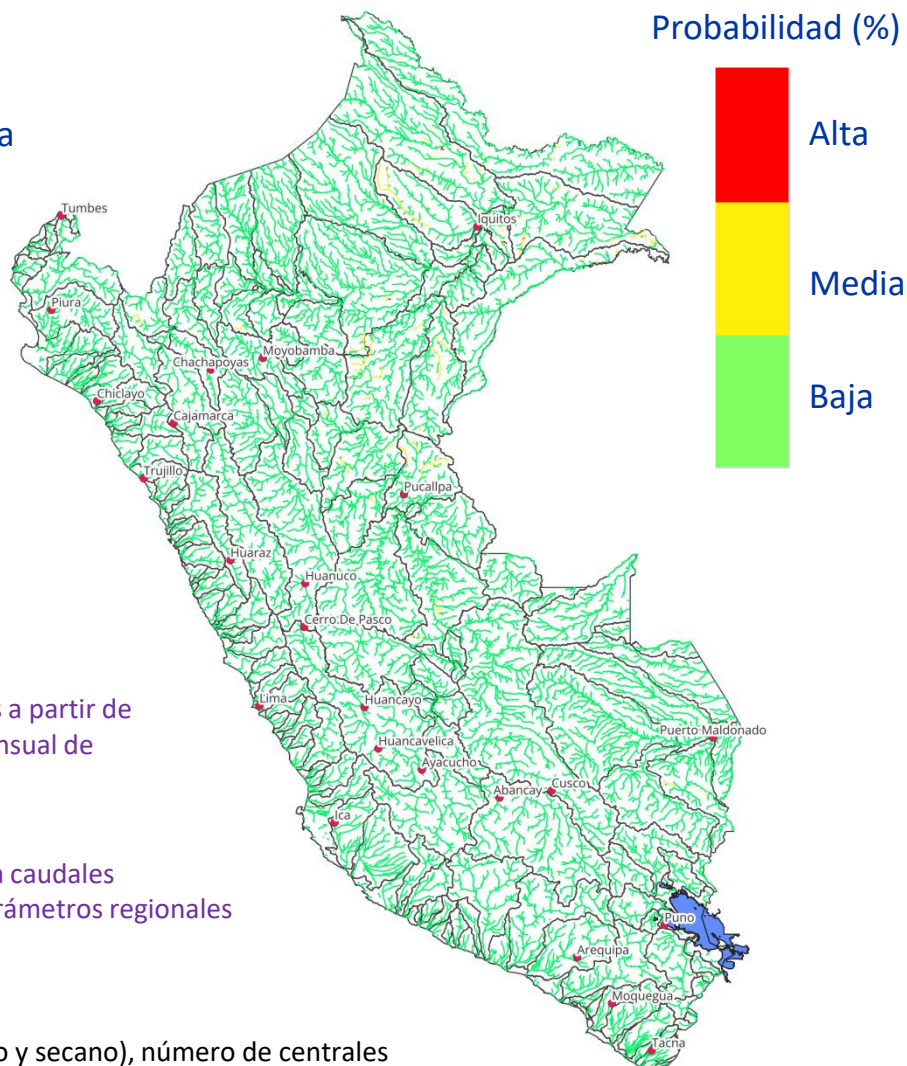 Probabilidad (%)
Alta
a
Tumbes
Iquitos
Media
Piura
Moyobamba
Chachapoyas
Chiclayo
Baja
Cajamarca
Trujillo
Pucallpa
Huaraz
Huanuco
Cerro De Pasco
s a partir de
Lima
Huancayo
Puerto Maldonado
nsual de
Huancavelica
Ayacucho
Abancay
Cusco
Ica
a caudales
rámetros regionales
Puno
Arequipa
Moquegua
Tacna
o y secano), número de centrales